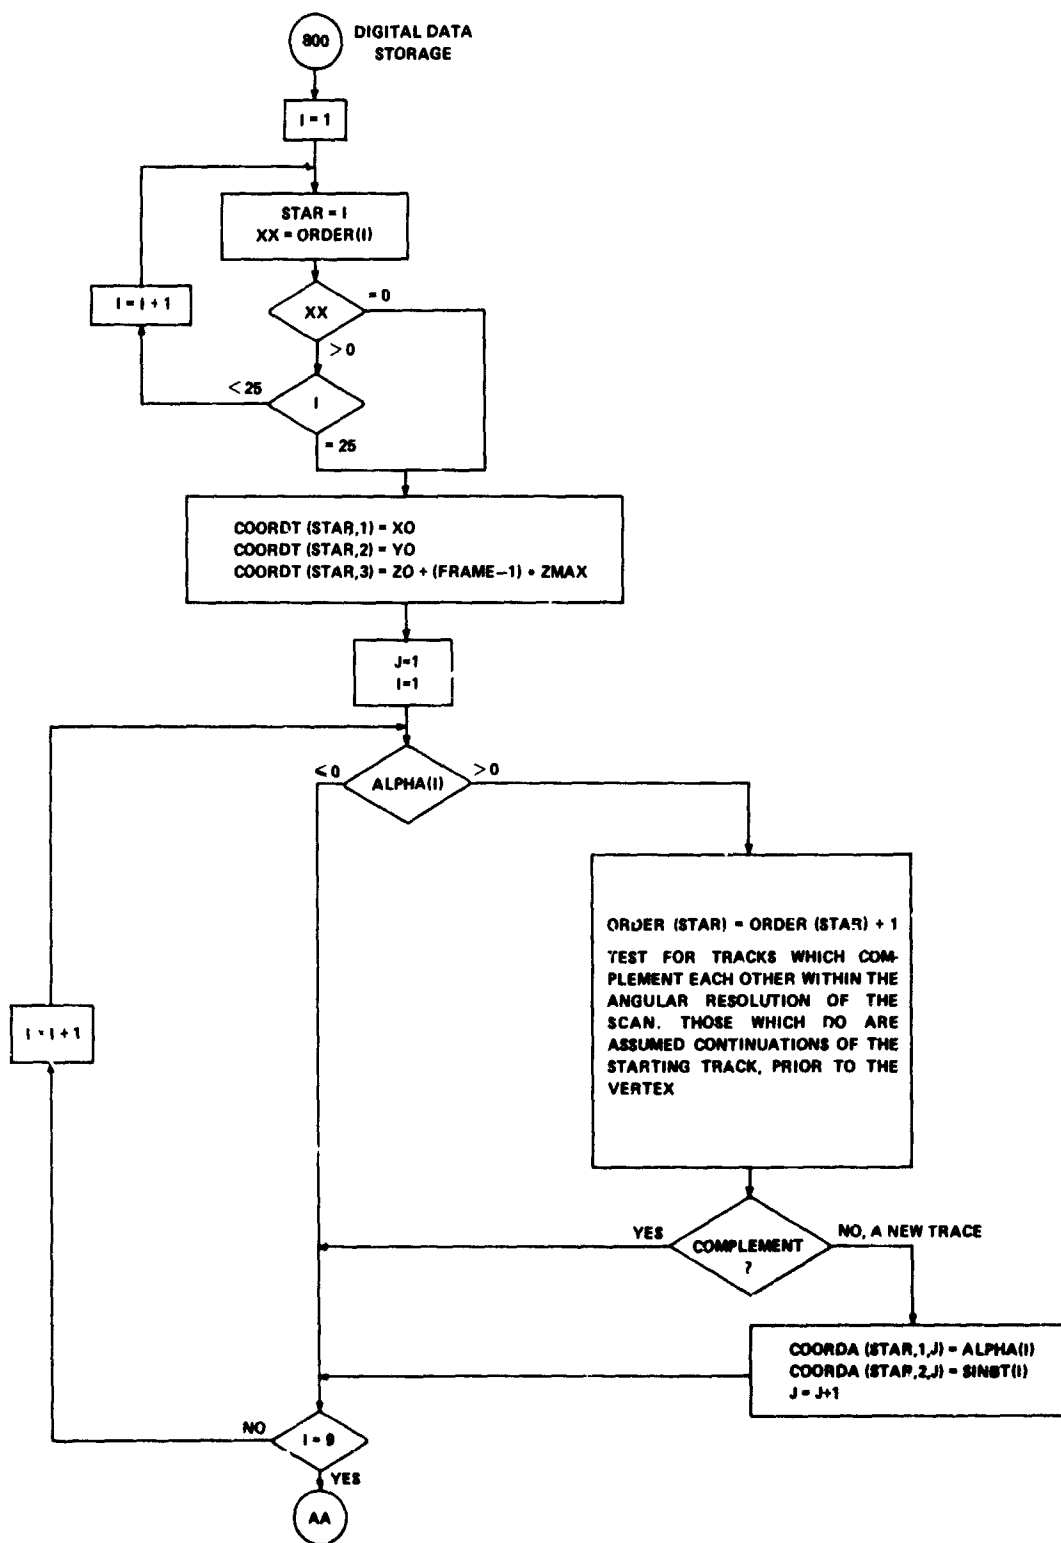 800
DIGITAL DATA
STORAGE
I = 1
STAR = I
XX = ORDER(I)
I = I + 1
XX
= 0
> 0
< 25
I
= 25
COORDT (STAR,1) = XO
COORDT (STAR,2) = YO
COORDT (STAR,3) = ZO + (FRAME-1) * ZMAX
J=1
I=1
≤ 0
ALPHA(I)
> 0
ORDER (STAR) = ORDER (STAR) + 1
TEST FOR TRACKS WHICH COM-
PLEMENT EACH OTHER WITHIN THE
ANGULAR RESOLUTION OF THE
SCAN. THOSE WHICH DO ARE
ASSUMED CONTINUATIONS OF THE
STARTING TRACK, PRIOR TO THE
VERTEX
I = I + 1
YES
COMPLEMENT
?
NO, A NEW TRACE
COORDA (STAR,1,J) = ALPHA(I)
COORDA (STAR,2,J) = SINBT(I)
J = J+1
NO
I = 9
YES
AA